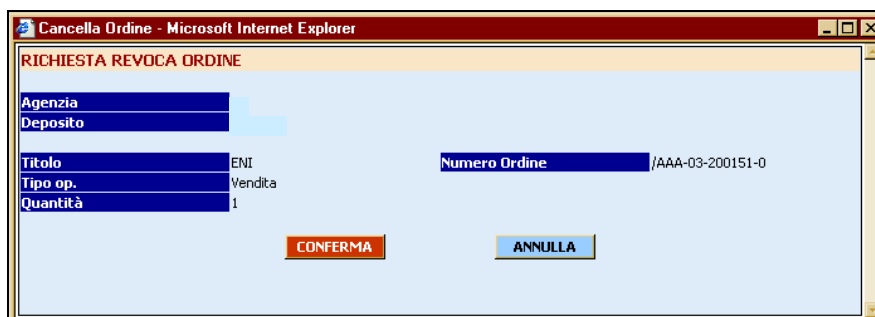 Cancella Ordine - Microsoft Internet Explorer
RICHIESTA REVOCA ORDINE
Agenzia
Deposito
Titolo ENI Numero Ordine /AAA-03-200151-0
Tipo op. Vendita
Quantità 1
CONFERMA ANNULLA